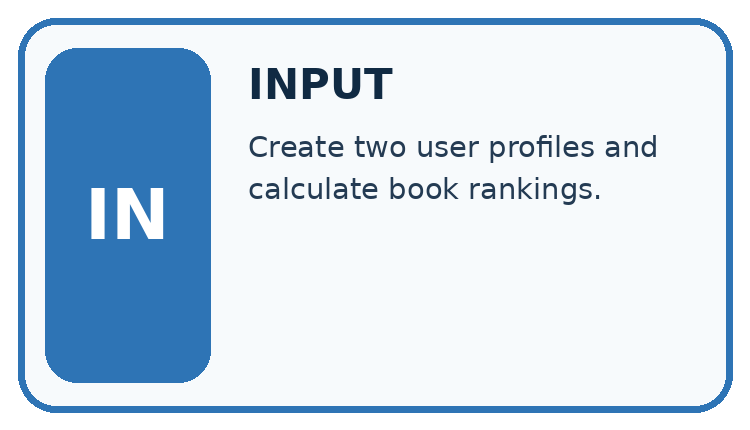 IN
INPUT
Create two user profiles and
calculate book rankings.